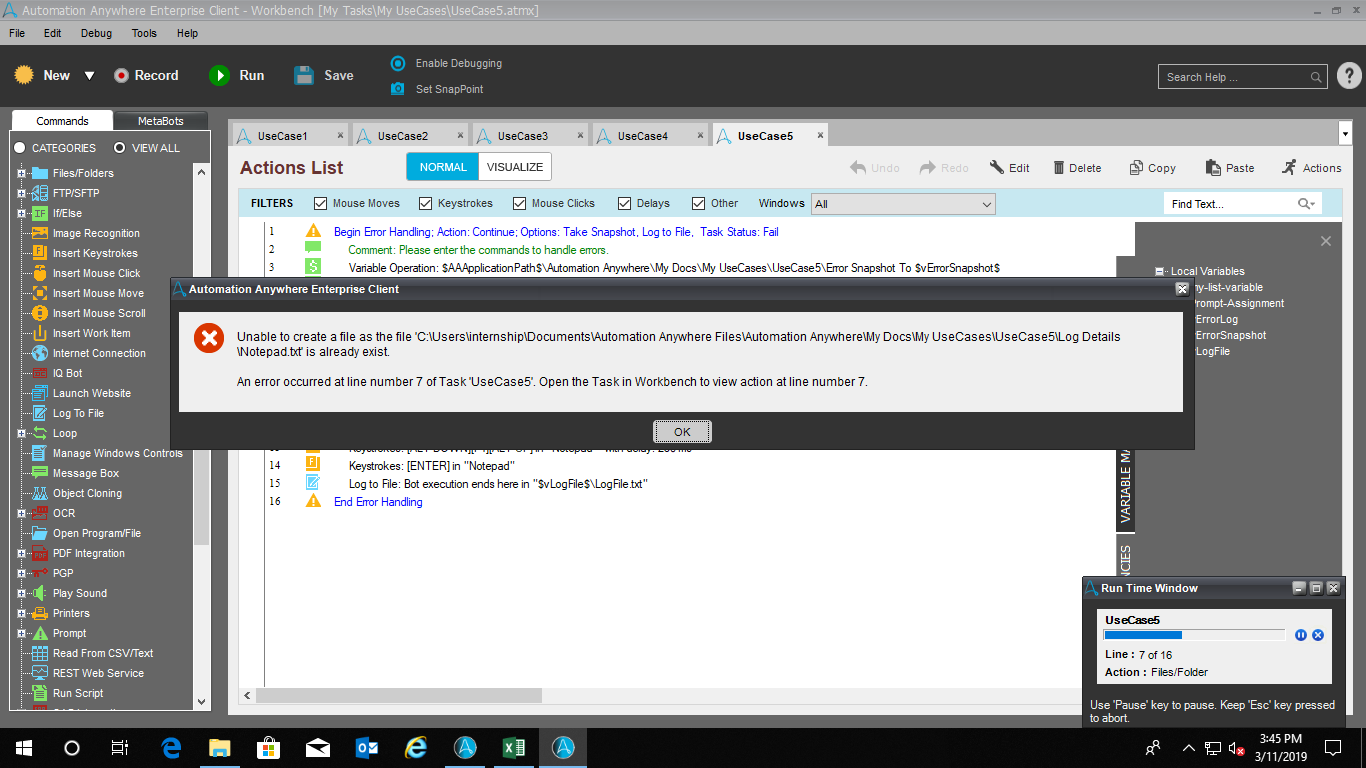 Automation Anywhere Enterprise Client - Workbench [My Tasks\My UseCases\UseCase5.atmx]
File Edit Debug Tools Help
New Record Run Save
Enable Debugging
Set SnapPoint
Search Help ...
Commands MetaBots
CATEGORIES VIEW ALL
Files/Folders
FTP/SFTP
If/Else
Image Recognition
Insert Keystrokes
Insert Mouse Click
Insert Mouse Move
Insert Mouse Scroll
Insert Work Item
Internet Connection
IQ Bot
Launch Website
Log To File
Loop
Manage Windows Controls
Message Box
Object Cloning
OCR
Open Program/File
PDF Integration
PGP
Play Sound
Printers
Prompt
Read From CSV/Text
REST Web Service
Run Script
UseCase1 UseCase2 UseCase3 UseCase4 UseCase5
Actions List NORMAL VISUALIZE Undo Redo Edit Delete Copy Paste Actions
FILTERS Mouse Moves Keystrokes Mouse Clicks Delays Other Windows All Find Text...
1 Begin Error Handling; Action: Continue; Options: Take Snapshot, Log to File, Task Status: Fail
2 Comment: Please enter the commands to handle errors.
3 Variable Operation: $AAApplicationPath$\Automation Anywhere\My Docs\My UseCases\UseCase5\Error Snapshot To $vErrorSnapshot$
Automation Anywhere Enterprise Client
Unable to create a file as the file 'C:\Users\internship\Documents\Automation Anywhere Files\Automation Anywhere\My Docs\My UseCases\UseCase5\Log Details
\Notepad.txt' is already exist.
An error occurred at line number 7 of Task 'UseCase5'. Open the Task in Workbench to view action at line number 7.
OK
14 Keystrokes: [ENTER] in "Notepad"
15 Log to File: Bot execution ends here in "$vLogFile$\LogFile.txt"
16 End Error Handling
Local Variables
ny-list-variable
Prompt-Assignment
ErrorLog
ErrorSnapshot
LogFile
VARIABLE MA
NCIES
Run Time Window
UseCase5
Line : 7 of 16
Action : Files/Folder
Use 'Pause' key to pause. Keep 'Esc' key pressed
to abort.
3:45 PM
3/11/2019